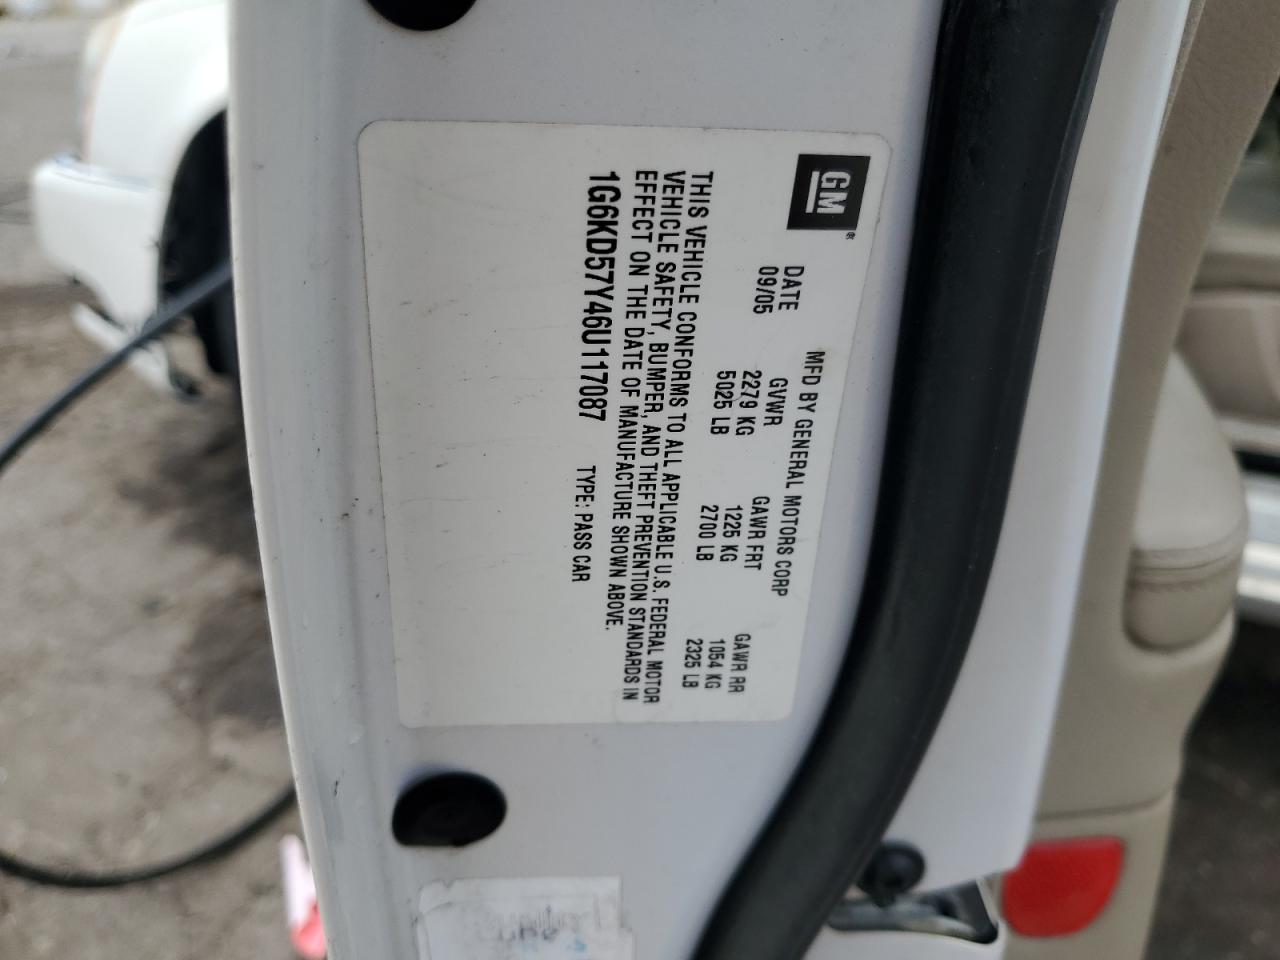 GM®
MFD BY GENERAL MOTORS CORP
DATE GVWR GAWR FRT GAWR RR
09/05 2279 KG 1225 KG 1054 KG
5025 LB 2700 LB 2325 LB
THIS VEHICLE CONFORMS TO ALL APPLICABLE U.S. FEDERAL MOTOR
VEHICLE SAFETY, BUMPER, AND THEFT PREVENTION STANDARDS IN
EFFECT ON THE DATE OF MANUFACTURE SHOWN ABOVE.
1G6KD57Y46U117087 TYPE: PASS CAR